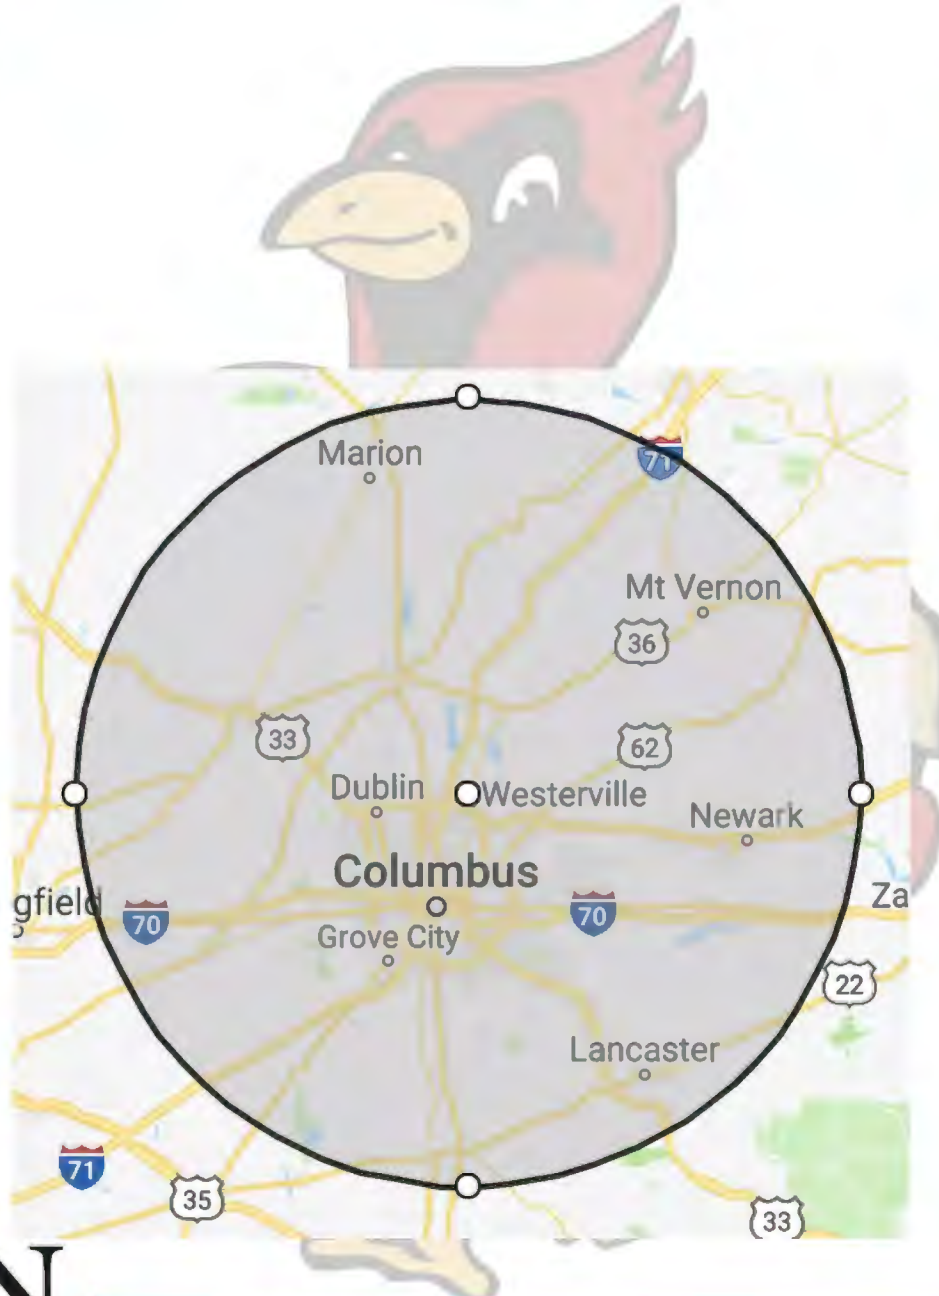 Marion
71
Mt Vernon
36
33
62
Dublin
Westerville
Newark
Columbus
gfield
70
70
Za
Grove City
22
Lancaster
71
35
33
N